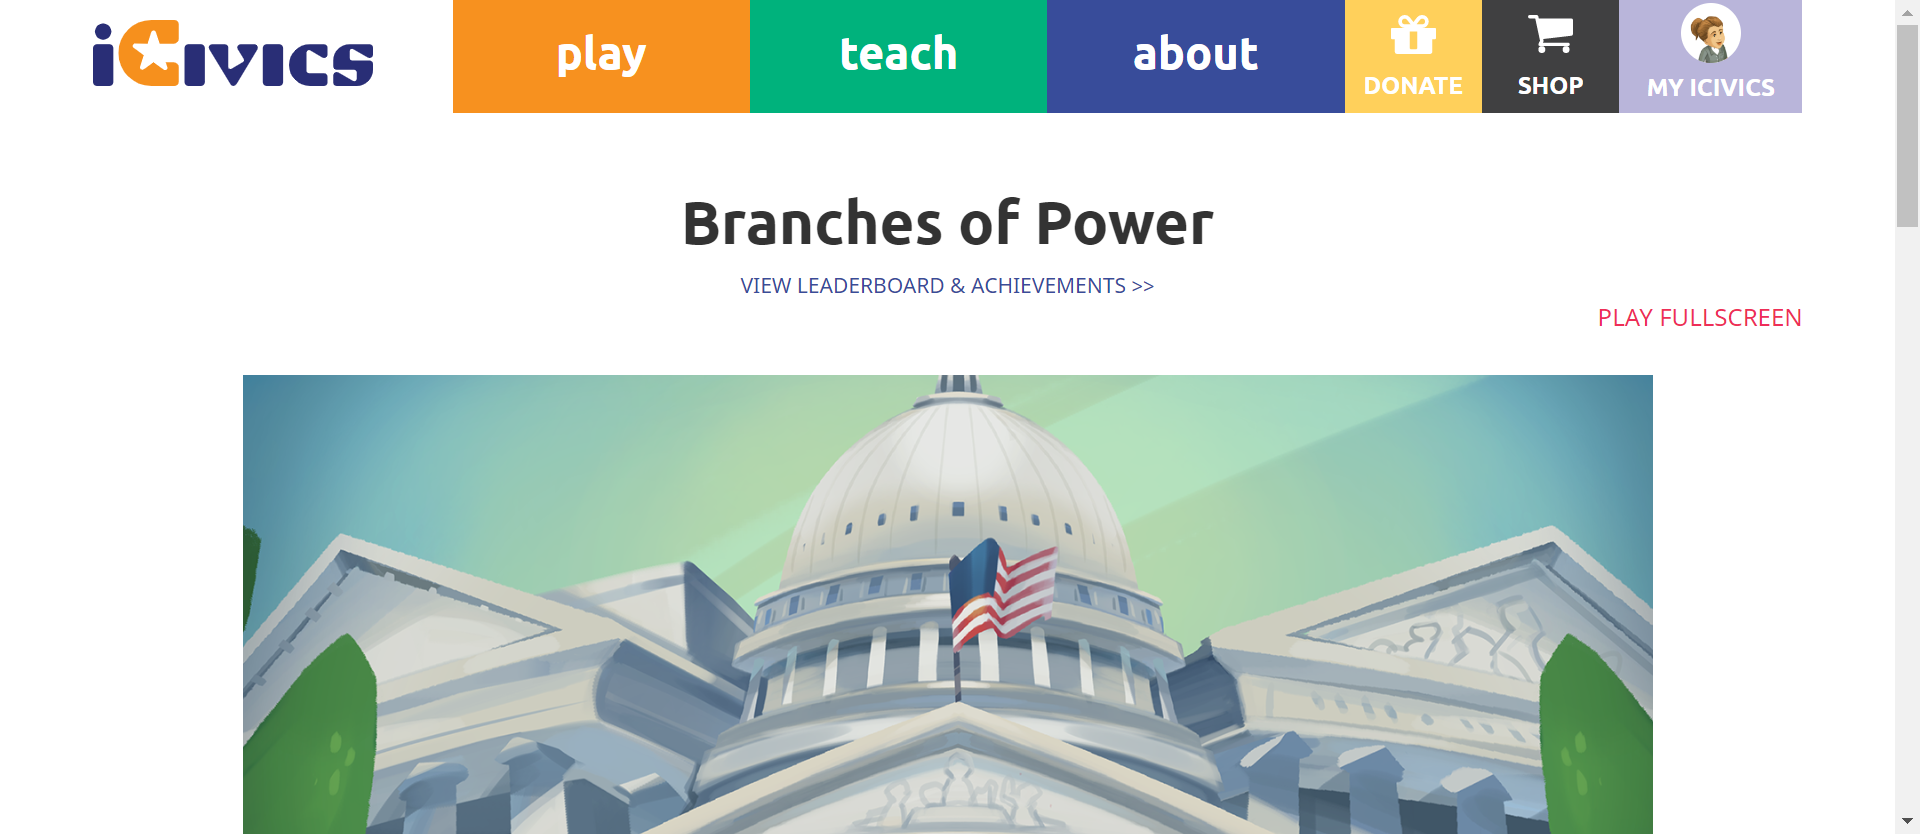 iCivics
play
teach
about
DONATE
SHOP
MY ICIVICS
Branches of Power
VIEW LEADERBOARD & ACHIEVEMENTS >>
PLAY FULLSCREEN